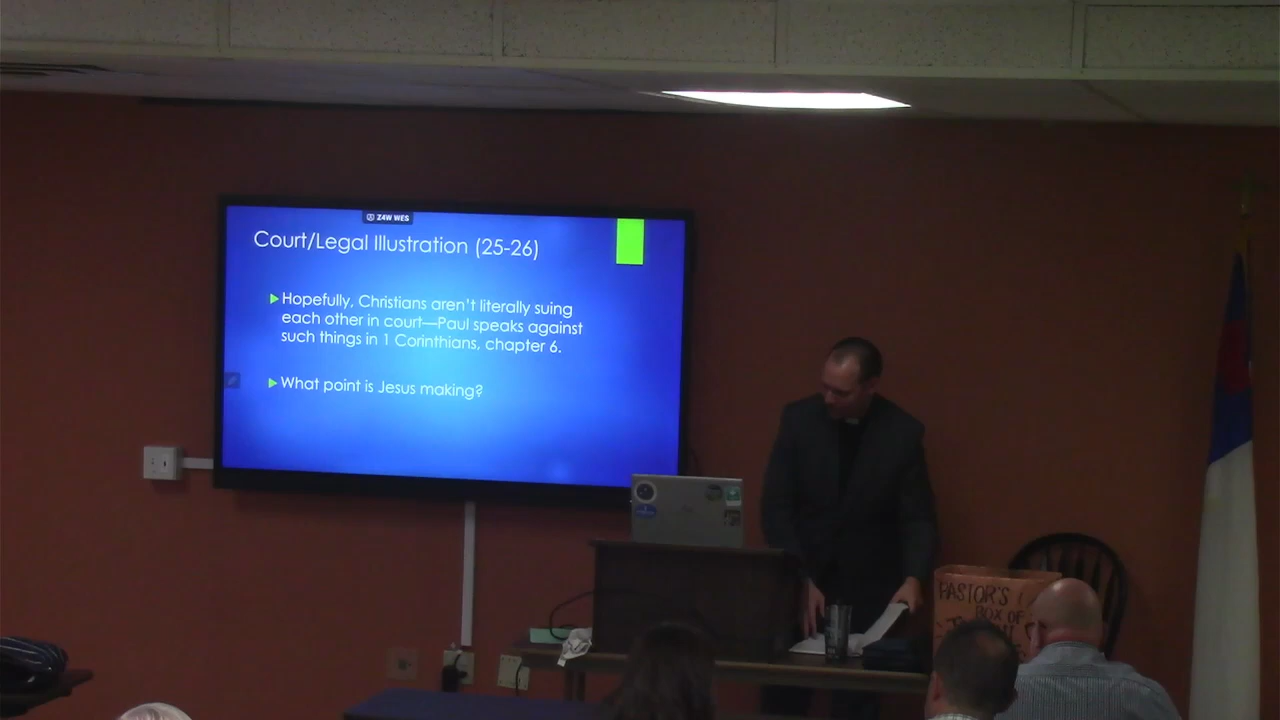 Z4W WES
Court/Legal Illustration (25-26)
Hopefully, Christians aren't literally suing
each other in court—Paul speaks against
such things in 1 Corinthians, chapter 6.
What point is Jesus making?
PASTOR'S
BOX OF